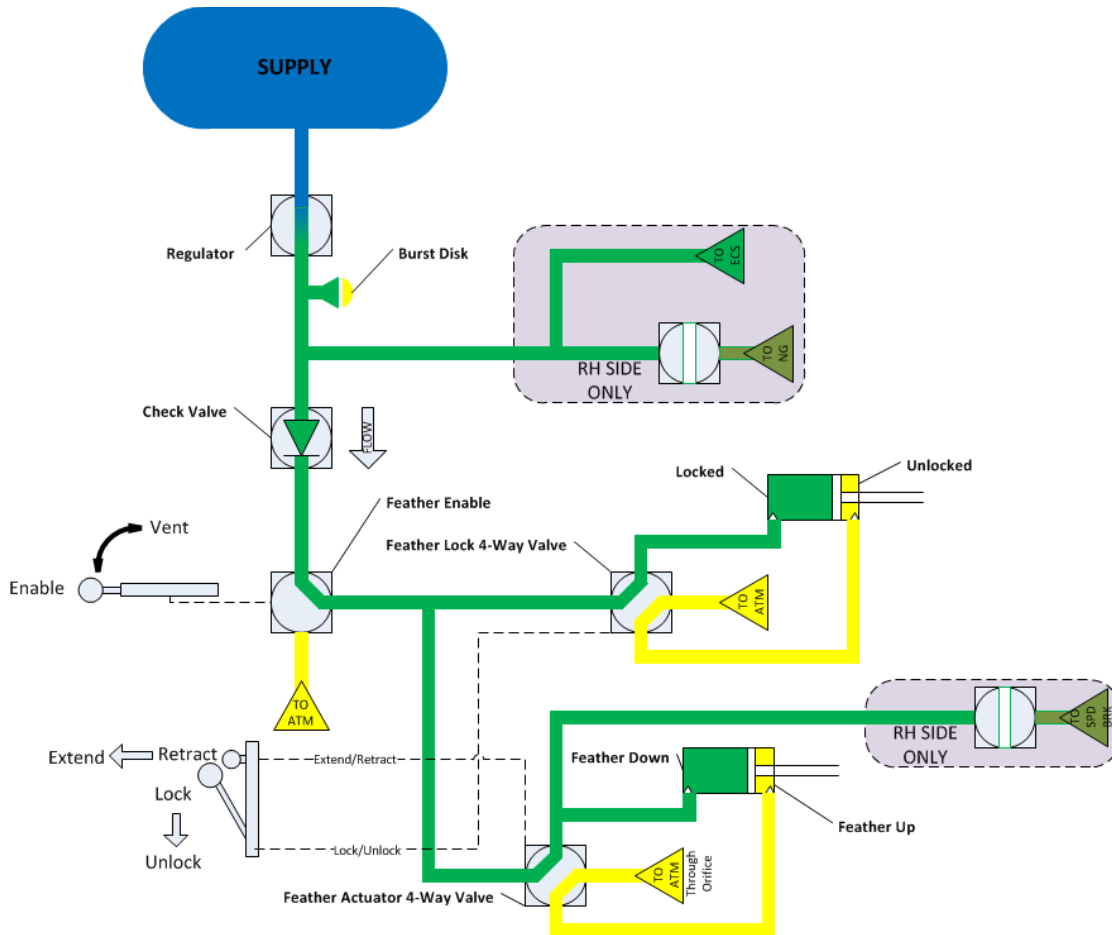 SUPPLY
Regulator
Burst Disk
TO
ECS
TO
NG
RH SIDE
ONLY
Check Valve
FLOW
Locked
Unlocked
Feather Enable
Vent
Feather Lock 4-Way Valve
Enable
TO
ATM
TO
ATM
TO
SPD
BRK
RH SIDE
ONLY
Extend
Retract
Extend/Retract
Feather Down
Lock
Feather Up
Unlock
Lock/Unlock
TO
ATM
Through
Orifice
Feather Actuator 4-Way Valve